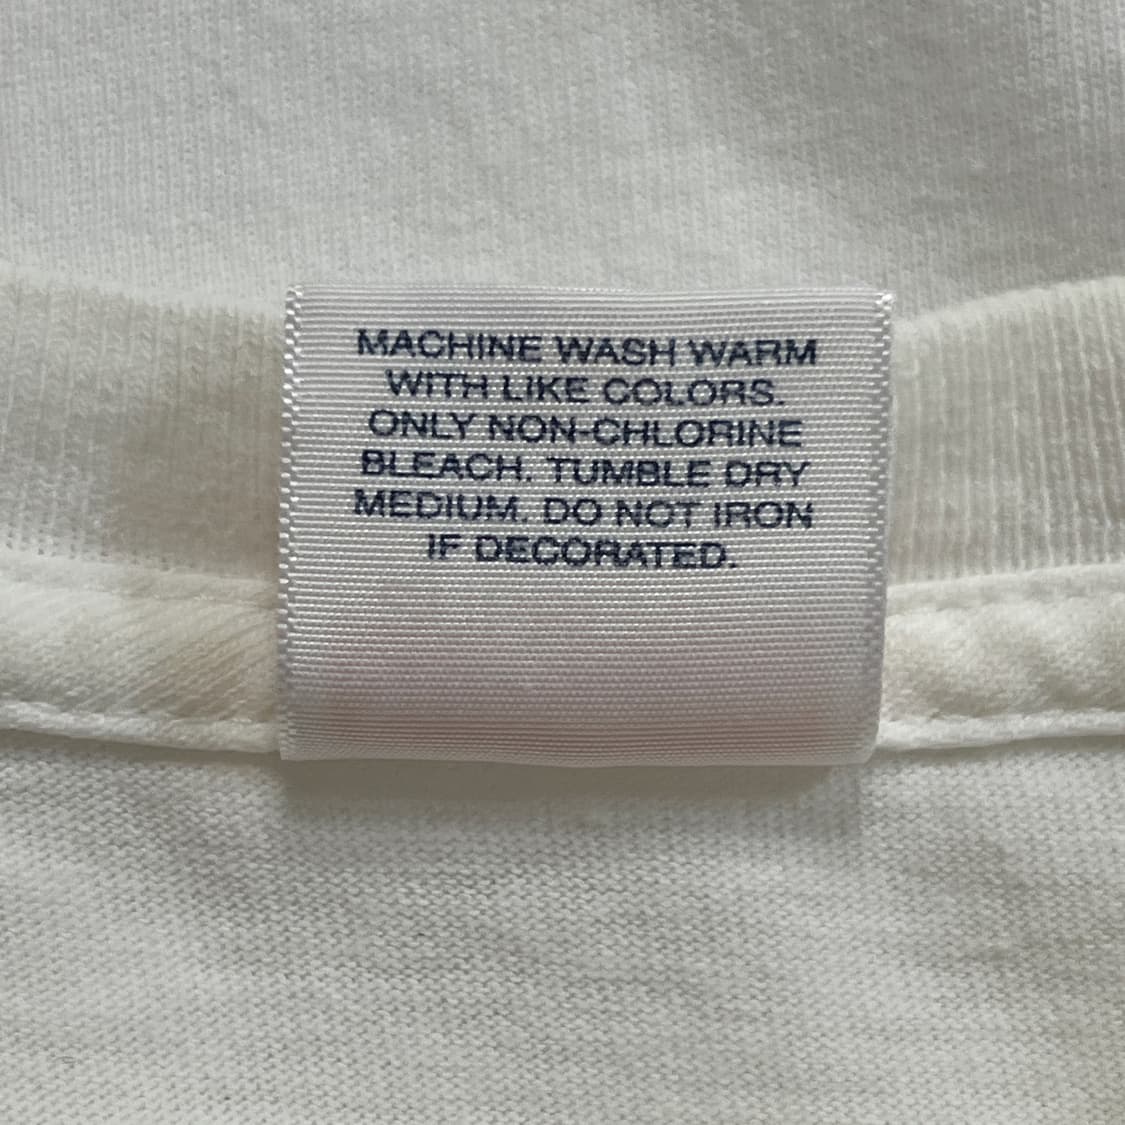 MACHINE WASH WARM
WITH LIKE COLORS.
ONLY NON-CHLORINE
BLEACH. TUMBLE DRY
MEDIUM. DO NOT IRON
IF DECORATED.